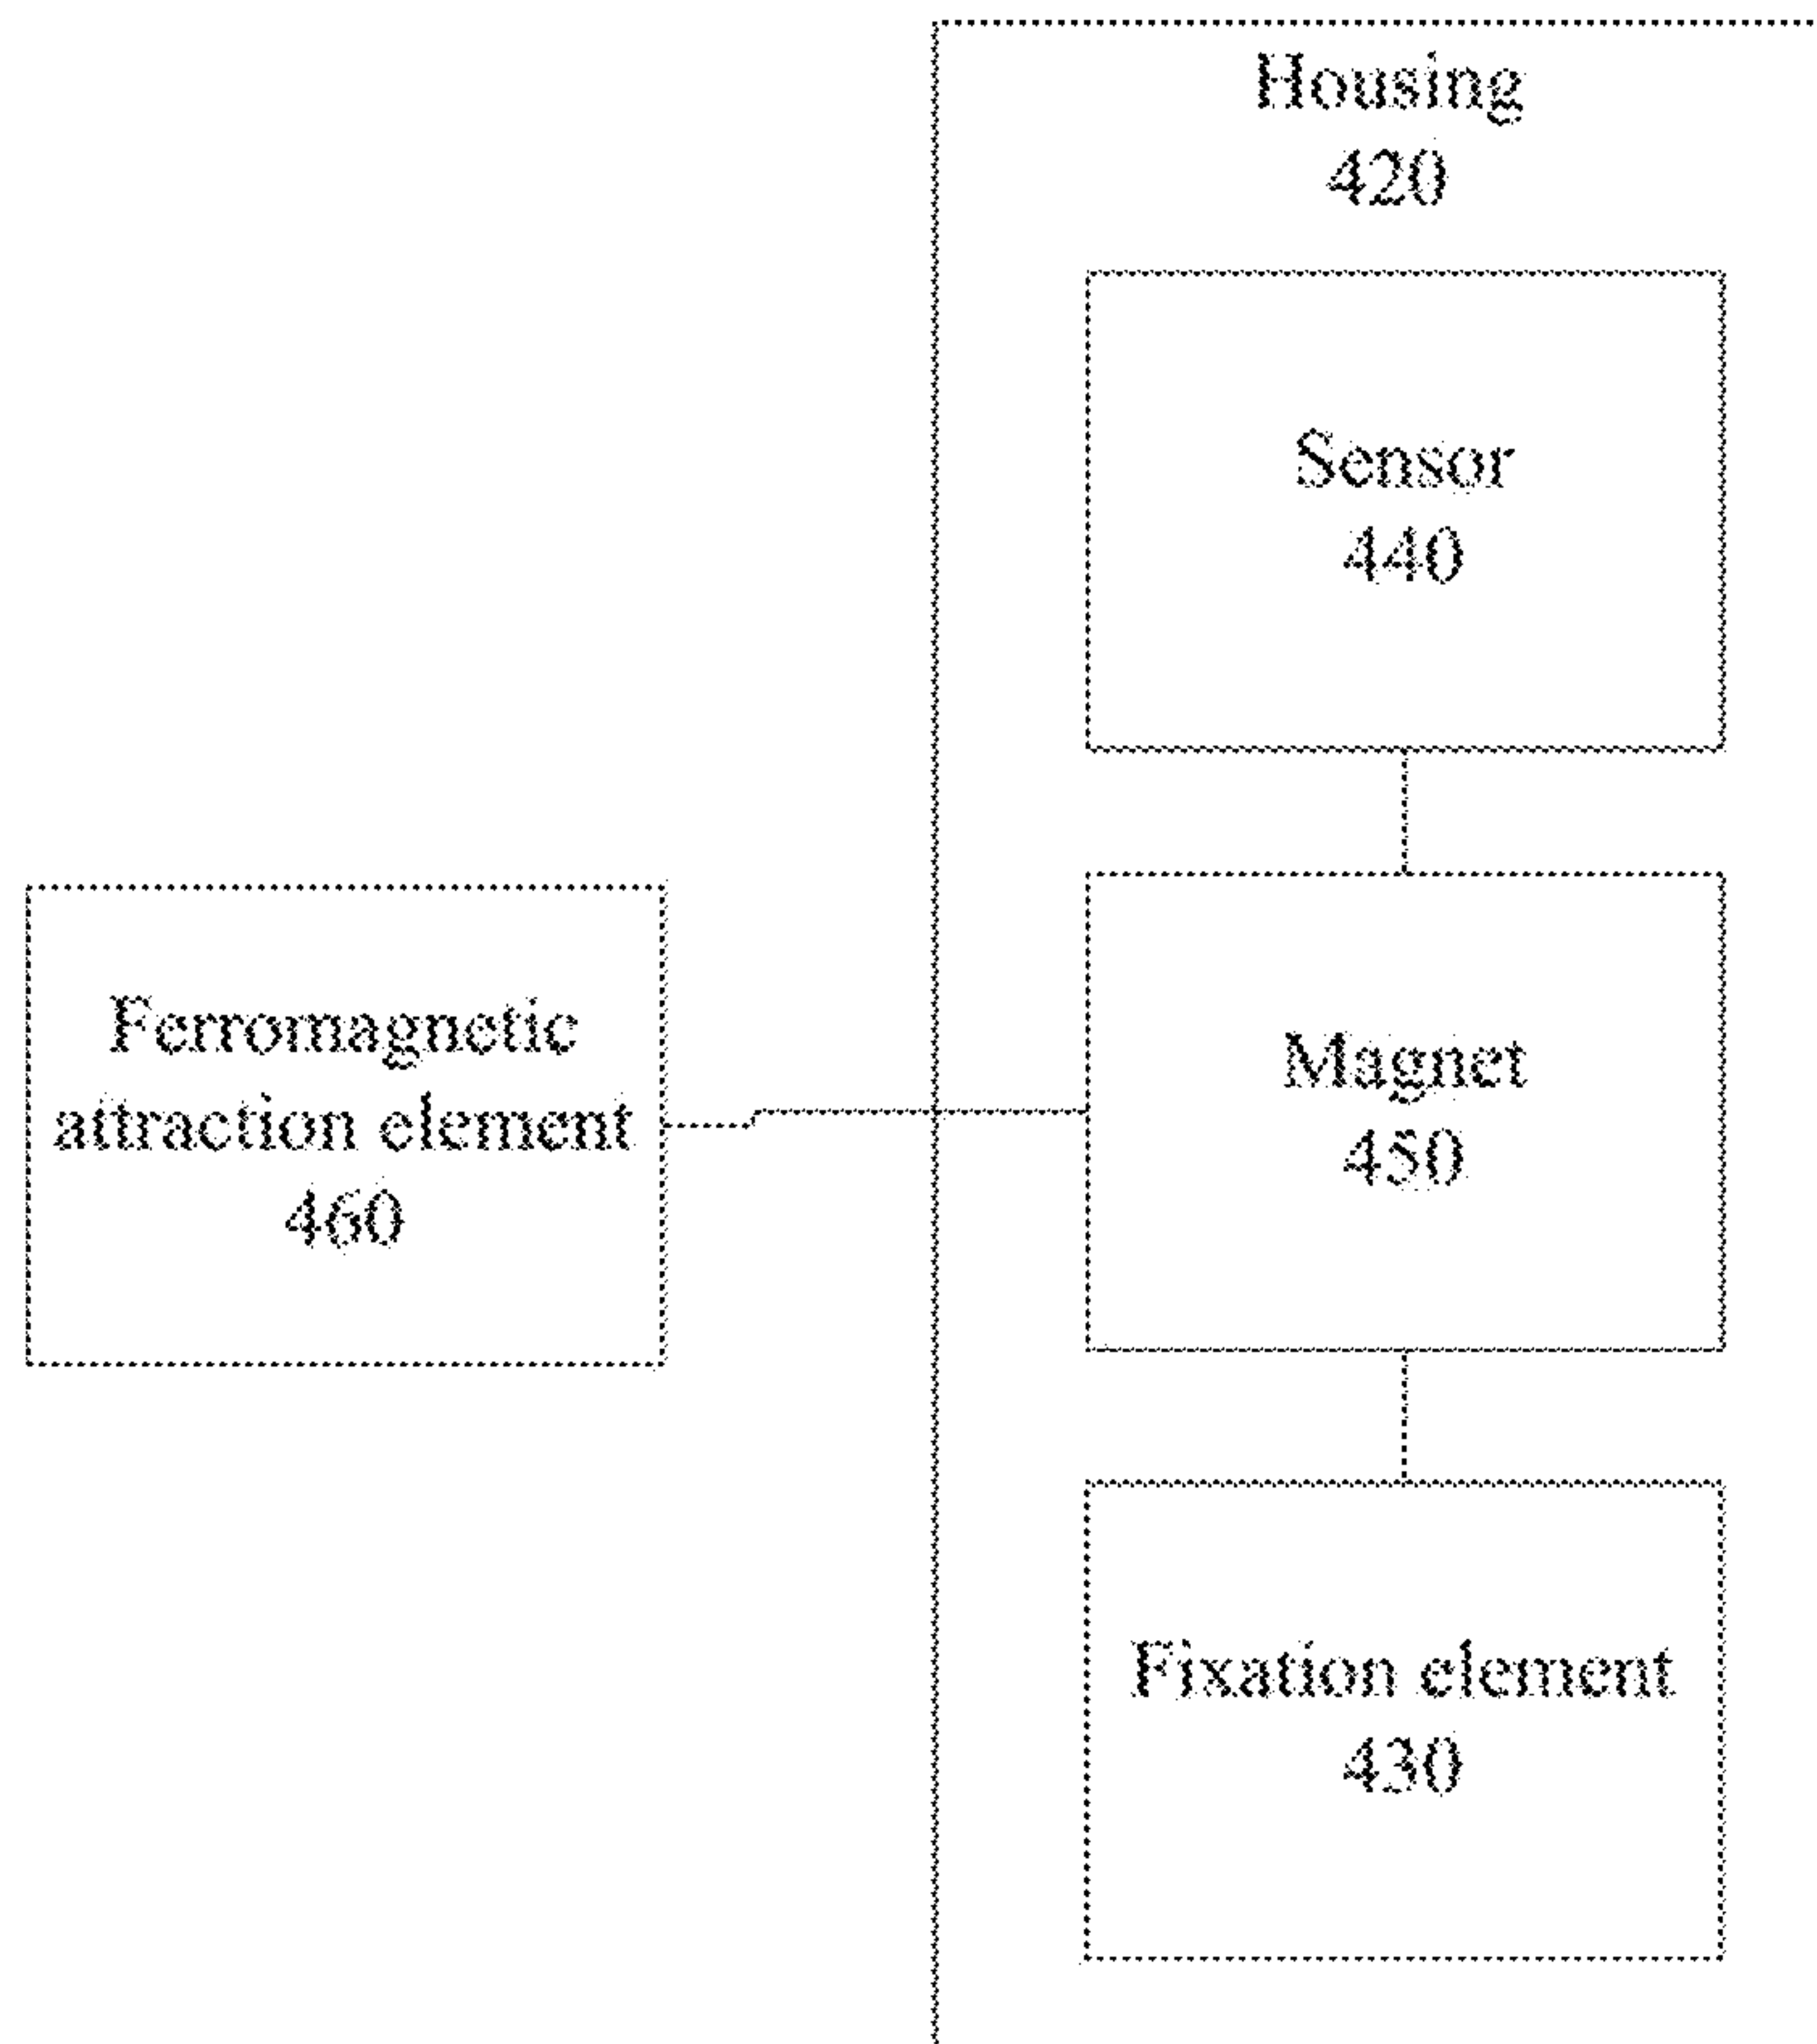 Housing
420
Sensor
440
Ferromagnetic
attraction element
460
Magnet
450
Fixation element
430